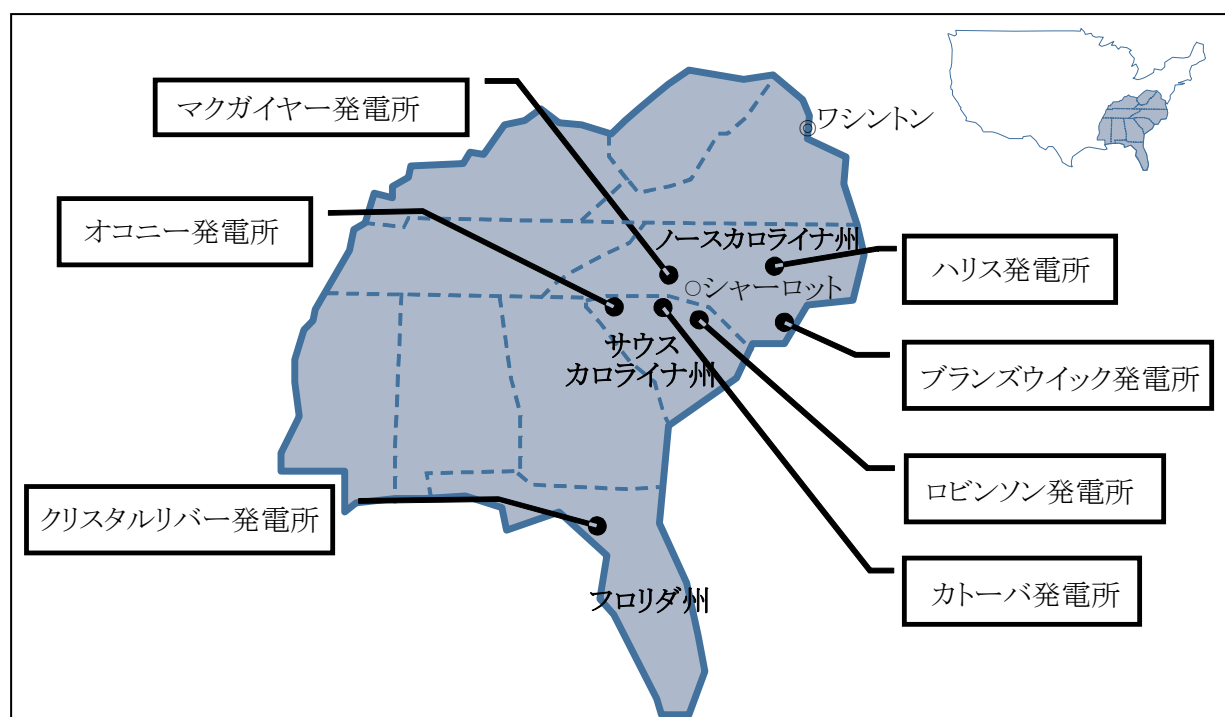 マクガイヤー発電所
◎ワシントン
オコニー発電所
ノースカロライナ州
ハリス発電所
○シャーロット
サウス
カロライナ州
ブランズウイック発電所
ロビンソン発電所
クリスタルリバー発電所
カトーバ発電所
フロリダ州